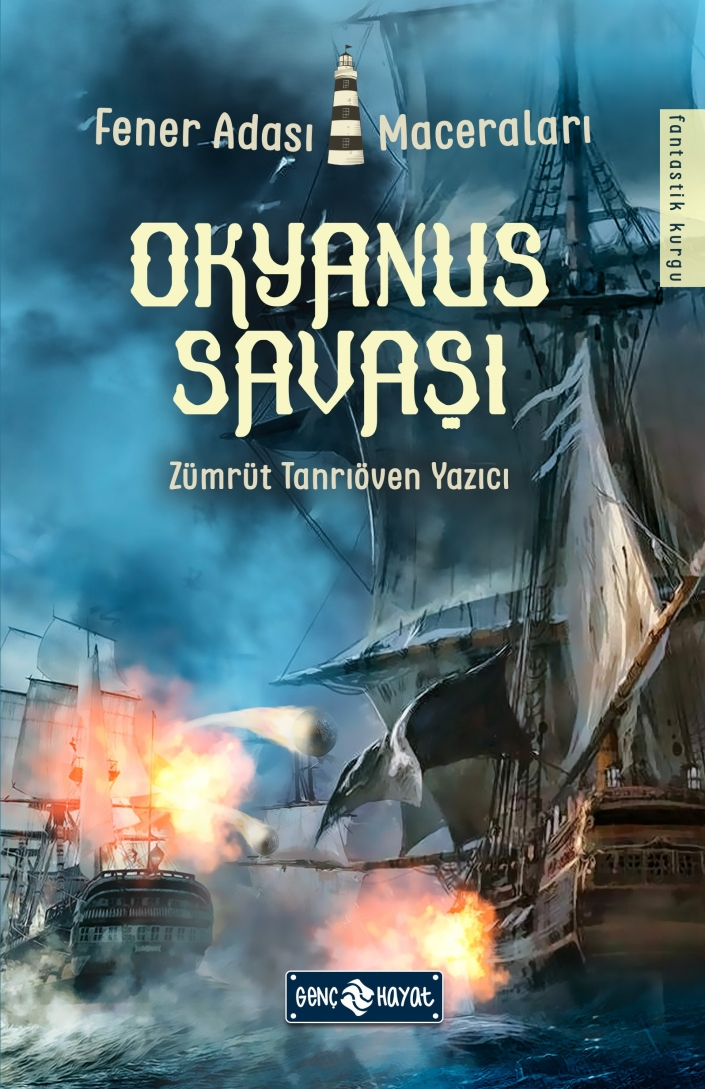 Fener Adası Maceraları
fantastik kurgu
OKYANUS
SAVAŞI
Zümrüt Tanrıöven Yazıcı
GENÇ HAYAT